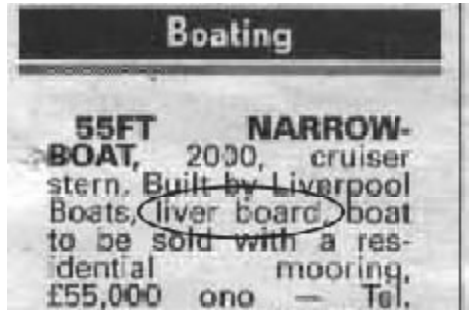 Boating
55FT NARROW-
BOAT, 2000, cruiser
stern. Built by Liverpool
Boats, liver board, boat
to be sold with a res-
idential mooring,
£55,000 ono — Tel.